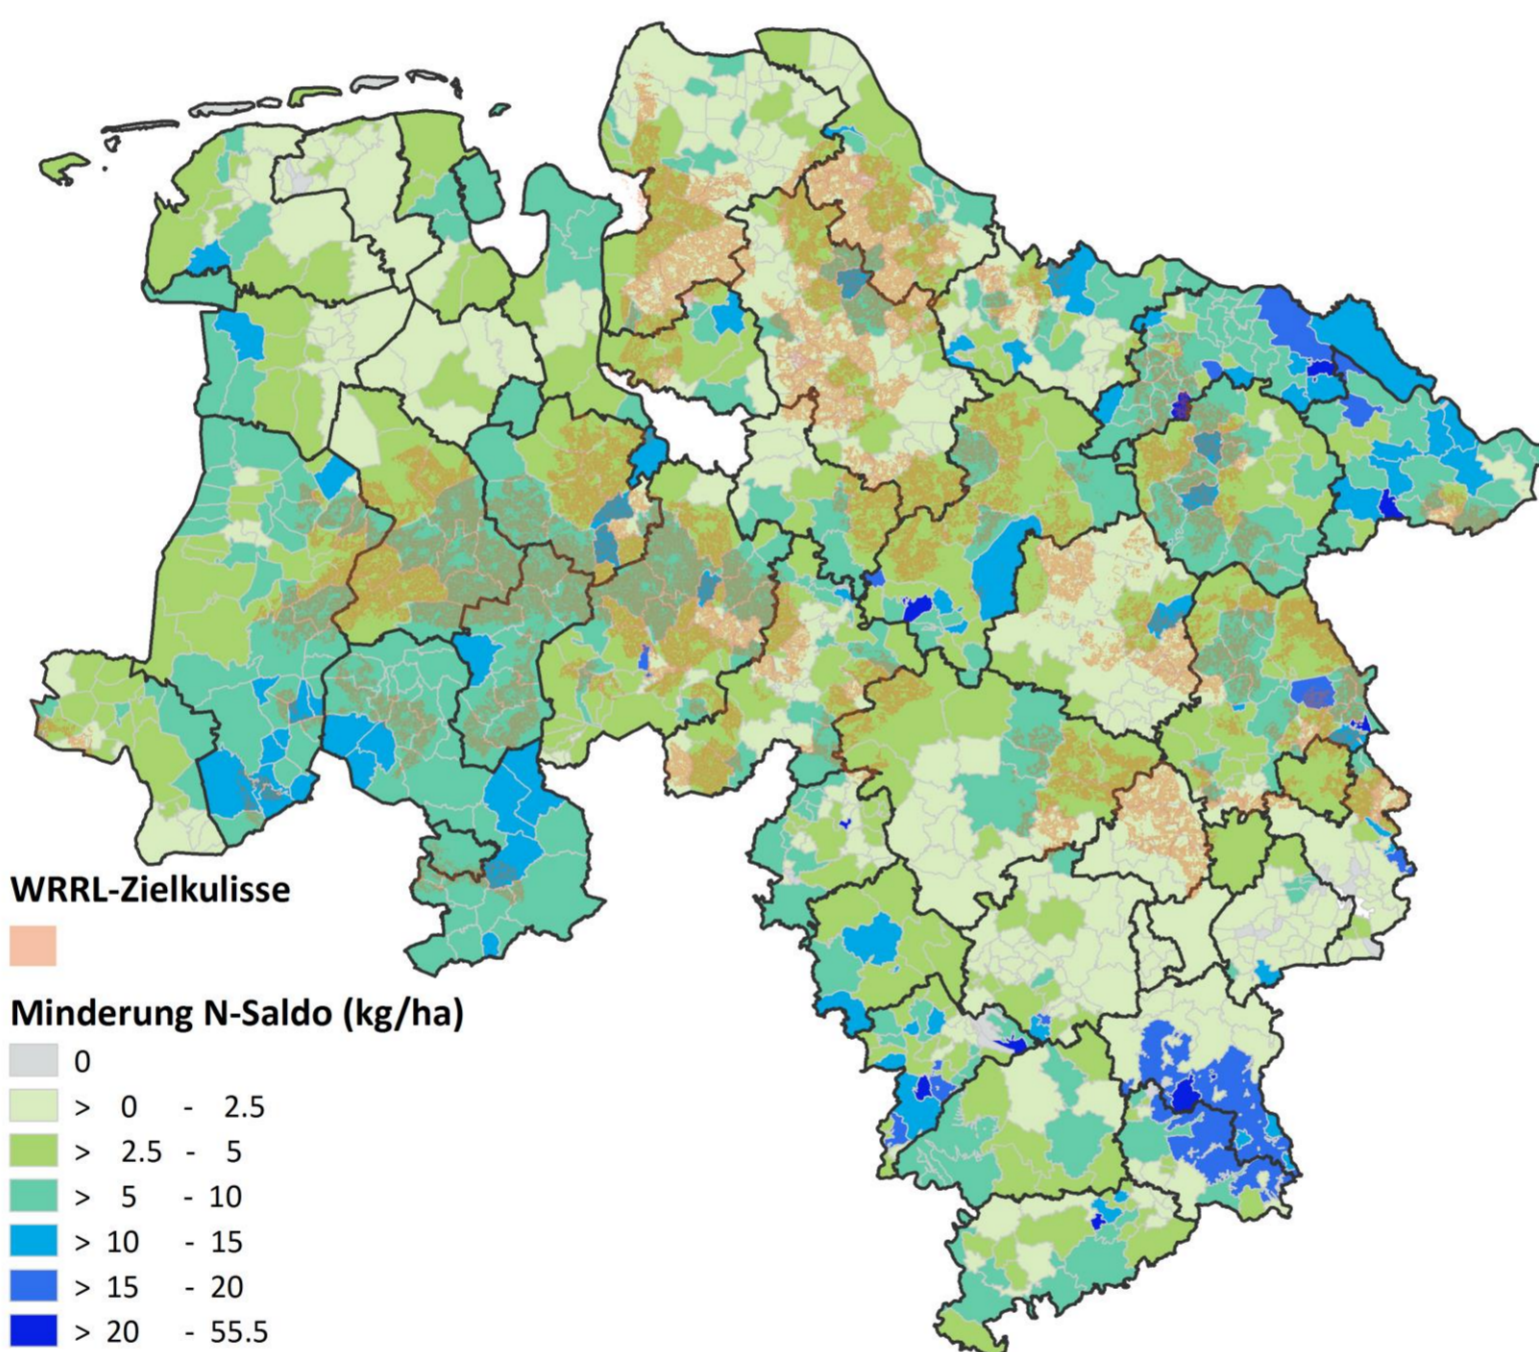 WRRL-Zielkulisse
Minderung N-Saldo (kg/ha)
0
> 0 - 2.5
> 2.5 - 5
> 5 - 10
> 10 - 15
> 15 - 20
> 20 - 55.5